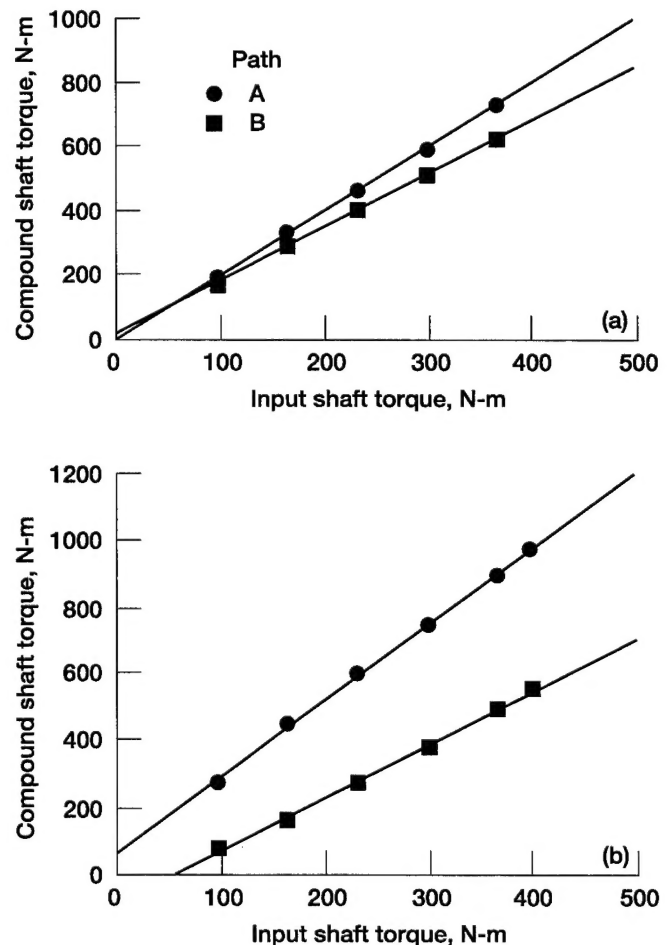 1000
800
600
400
200
0
Compound shaft torque, N-m
Path
A
B
(a)
0 100 200 300 400 500
Input shaft torque, N-m
1200
1000
800
600
400
200
0
Compound shaft torque, N-m
(b)
0 100 200 300 400 500
Input shaft torque, N-m